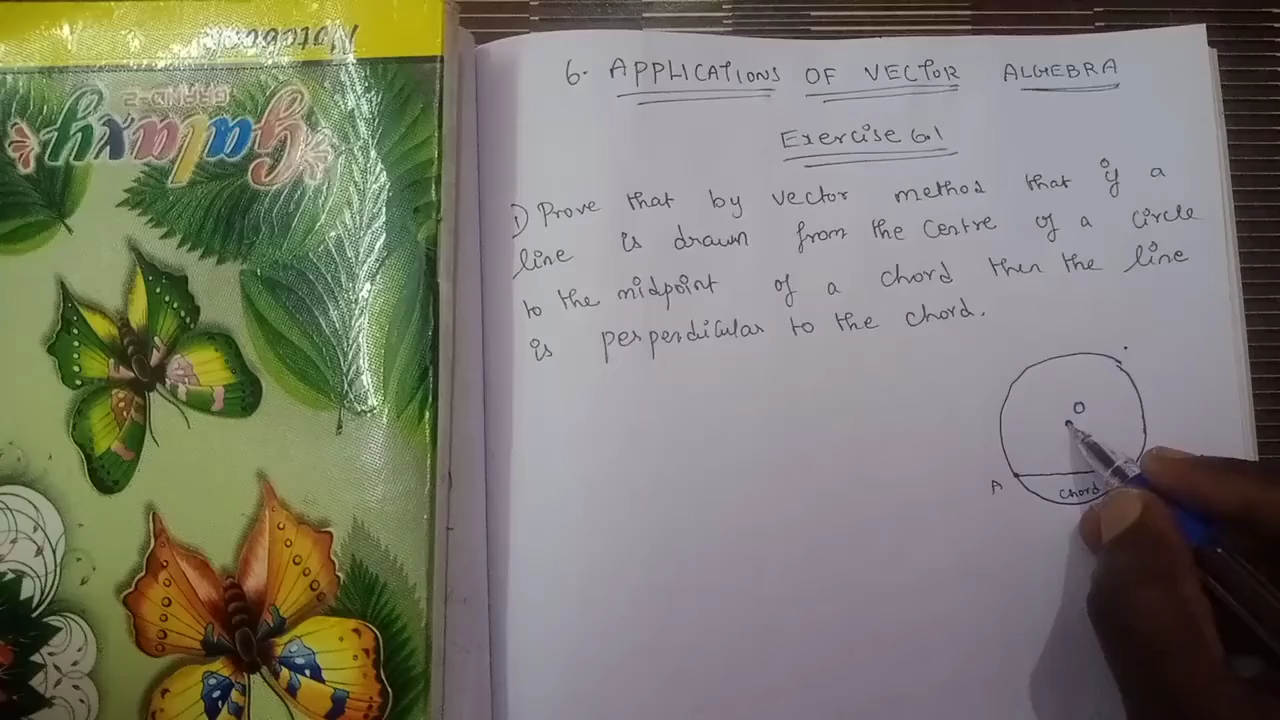 Notebook
GRAND-2
Galaxy
6. APPLICATIONS OF VECTOR ALGEBRA
Exercise 6.1
1) Prove that by vector method that if a
line is drawn from the centre of a circle
to the midpoint of a chord then the line
is perpendicular to the chord.
O
A
chord